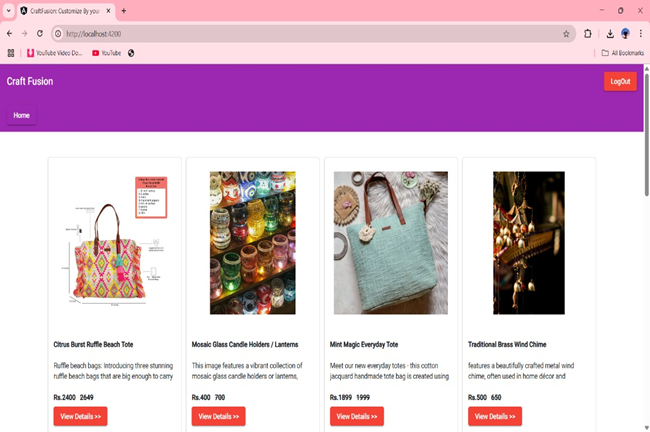 CraftFusion: Customize By your
http://localhost:4200
YouTube Video Do...
YouTube
All Bookmarks
Craft Fusion
LogOut
Home
Citrus Burst Ruffle Beach Tote
Ruffle beach bags: Introducing three stunning
ruffle beach bags that are big enough to carry
Rs.2400 2649
View Details >>
Mosaic Glass Candle Holders / Lanterns
This image features a vibrant collection of
mosaic glass candle holders or lanterns,
Rs.400 700
View Details >>
Mint Magic Everyday Tote
Meet our new everyday totes - this cotton
jacquard handmade tote bag is created using
Rs.1899 1999
View Details >>
Traditional Brass Wind Chime
features a beautifully crafted metal wind
chime, often used in home décor and
Rs.500 650
View Details >>